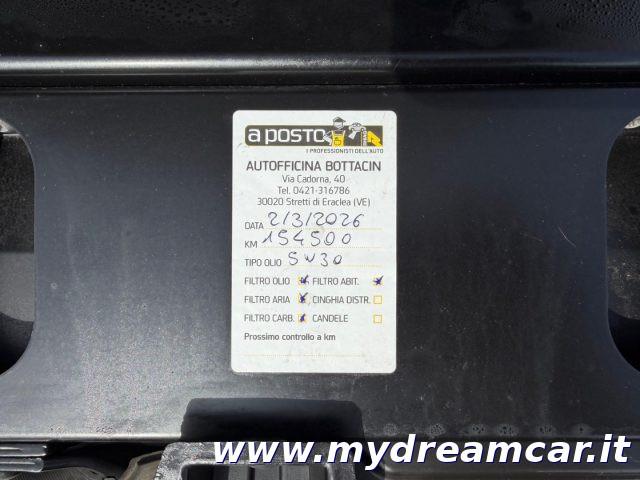 a posto
I PROFESSIONISTI DELL'AUTO
AUTOFFICINA BOTTACIN
Via Cadorna, 40
Tel. 0421-316786
30020 Stretti di Eraclea (VE)
DATA 2/3/2026
KM 154500
TIPO OLIO 5W30
FILTRO OLIO FILTRO ABIT.
FILTRO ARIA CINGHIA DISTR.
FILTRO CARB. CANDELE
Prossimo controllo a km
www.mydreamcar.it